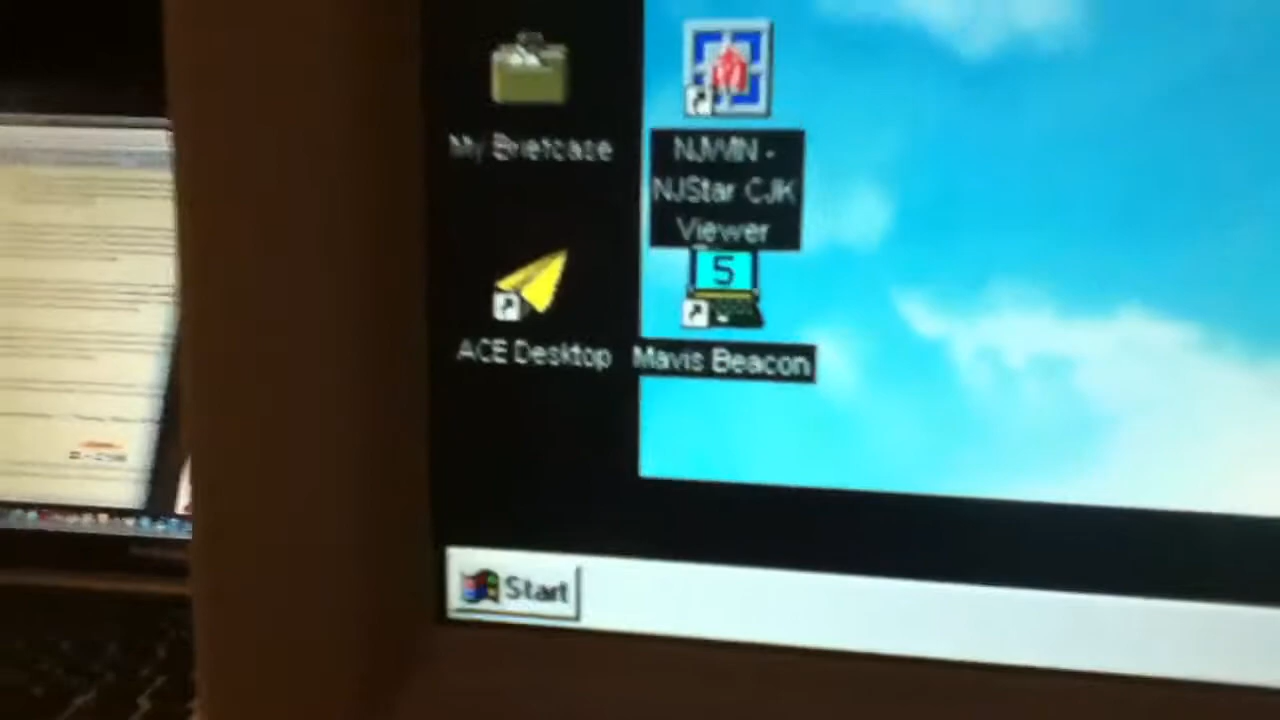 My Briefcase
NJWIN -
NJStar CJK
Viewer
5
ACE Desktop
Mavis Beacon
Start